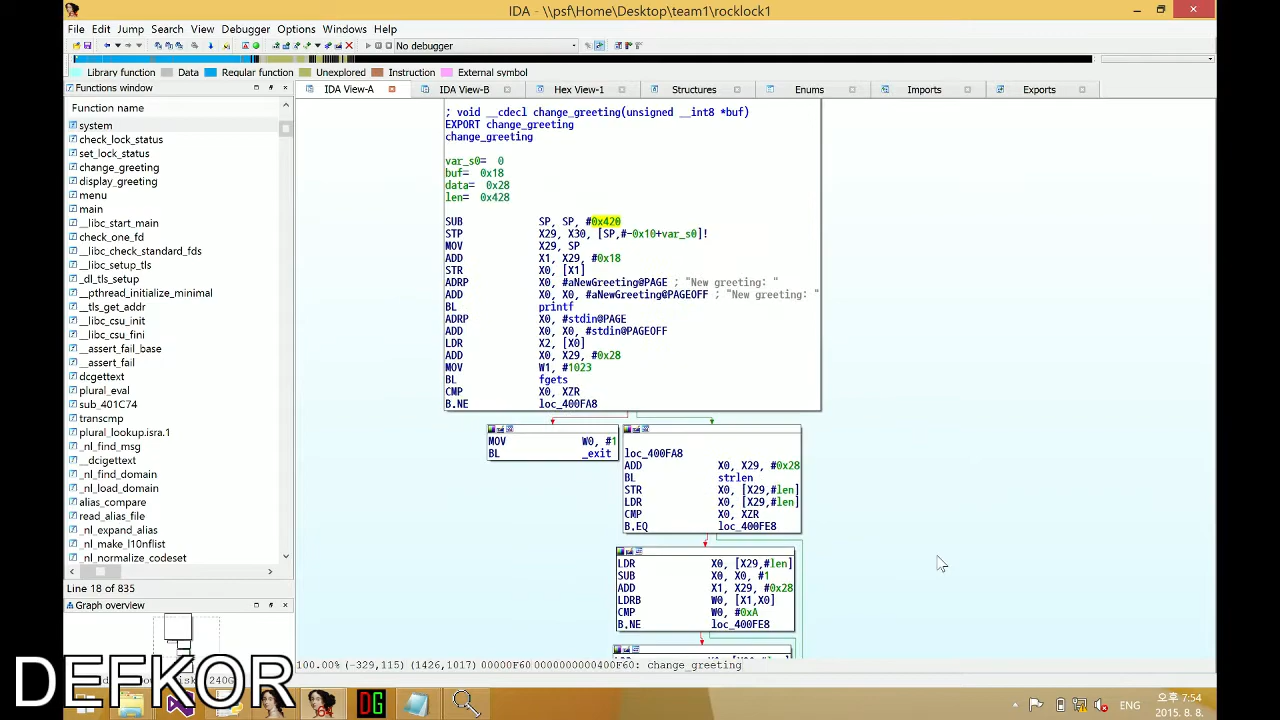 IDA - \\psf\Home\Desktop\team1\rocklock1
File Edit Jump Search View Debugger Options Windows Help
No debugger
Library function Data Regular function Unexplored Instruction External symbol
Functions window
IDA View-A IDA View-B Hex View-1 Structures Enums Imports Exports
Function name
system
check_lock_status
set_lock_status
change_greeting
display_greeting
menu
main
__libc_start_main
check_one_fd
__libc_check_standard_fds
__libc_setup_tls
_dl_tls_setup
__pthread_initialize_minimal
__tls_get_addr
__libc_csu_init
__libc_csu_fini
__assert_fail_base
__assert_fail
dcgettext
plural_eval
sub_401C74
transcmp
plural_lookup.isra.1
_nl_find_msg
__dcigettext
_nl_find_domain
_nl_load_domain
alias_compare
read_alias_file
_nl_expand_alias
_nl_make_l10nflist
_nl_normalize_codeset
Line 18 of 835
Graph overview
; void __cdecl change_greeting(unsigned __int8 *buf)
EXPORT change_greeting
change_greeting
var_s0= 0
buf= 0x18
data= 0x28
len= 0x428
SUB SP, SP, #0x420
STP X29, X30, [SP,#-0x10+var_s0]!
MOV X29, SP
ADD X1, X29, #0x18
STR X0, [X1]
ADRP X0, #aNewGreeting@PAGE ; "New greeting: "
ADD X0, X0, #aNewGreeting@PAGEOFF ; "New greeting: "
BL printf
ADRP X0, #stdin@PAGE
ADD X0, X0, #stdin@PAGEOFF
LDR X2, [X0]
ADD X0, X29, #0x28
MOV W1, #1023
BL fgets
CMP X0, XZR
B.NE loc_400FA8
MOV W0, #1
BL _exit
loc_400FA8
ADD X0, X29, #0x28
BL strlen
STR X0, [X29,#len]
LDR X0, [X29,#len]
CMP X0, XZR
B.EQ loc_400FE8
LDR X0, [X29,#len]
SUB X0, X0, #1
ADD X1, X29, #0x28
LDRB W0, [X1,X0]
CMP W0, #0xA
B.NE loc_400FE8
100.00% (-329,115) (1426,1017) 00000F60 0000000000400F60: change_greeting
DEFKOR
DG
ENG
오후 7:54
2015. 8. 8.